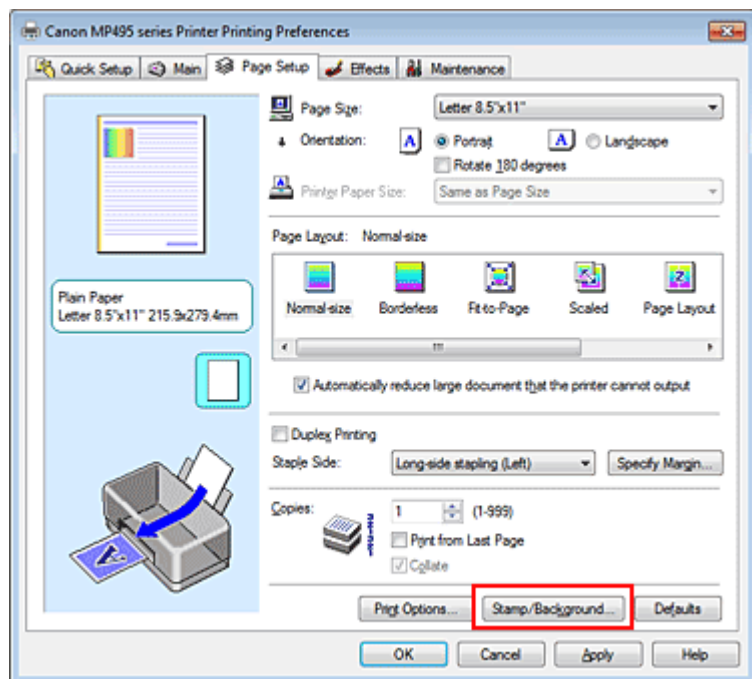 Canon MP495 series Printer Printing Preferences
Quick Setup Main Page Setup Effects Maintenance
Page Size: Letter 8.5"x11"
Orientation: A Portrait A Landscape
Rotate 180 degrees
Printer Paper Size: Same as Page Size
Page Layout: Normal-size
Normal-size Borderless Fit-to-Page Scaled Page Layout
Plain Paper
Letter 8.5"x11" 215.9x279.4mm
Automatically reduce large document that the printer cannot output
Duplex Printing
Staple Side: Long-side stapling (Left) Specify Margin...
Copies: 1 (1-999)
Print from Last Page
Collate
Print Options... Stamp/Background... Defaults
OK Cancel Apply Help